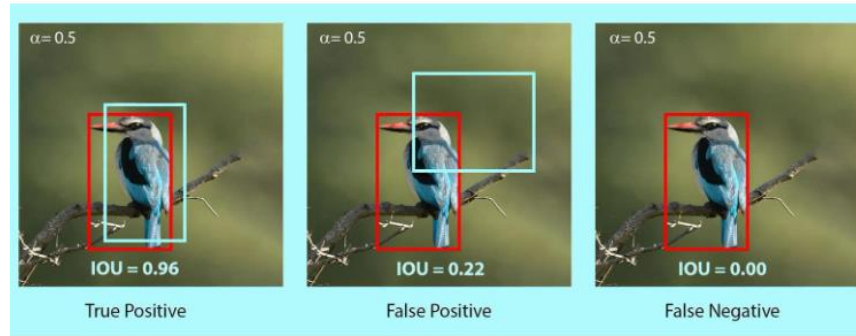 α= 0.5
α= 0.5
α= 0.5
IOU = 0.96
IOU = 0.22
IOU = 0.00
True Positive
False Positive
False Negative